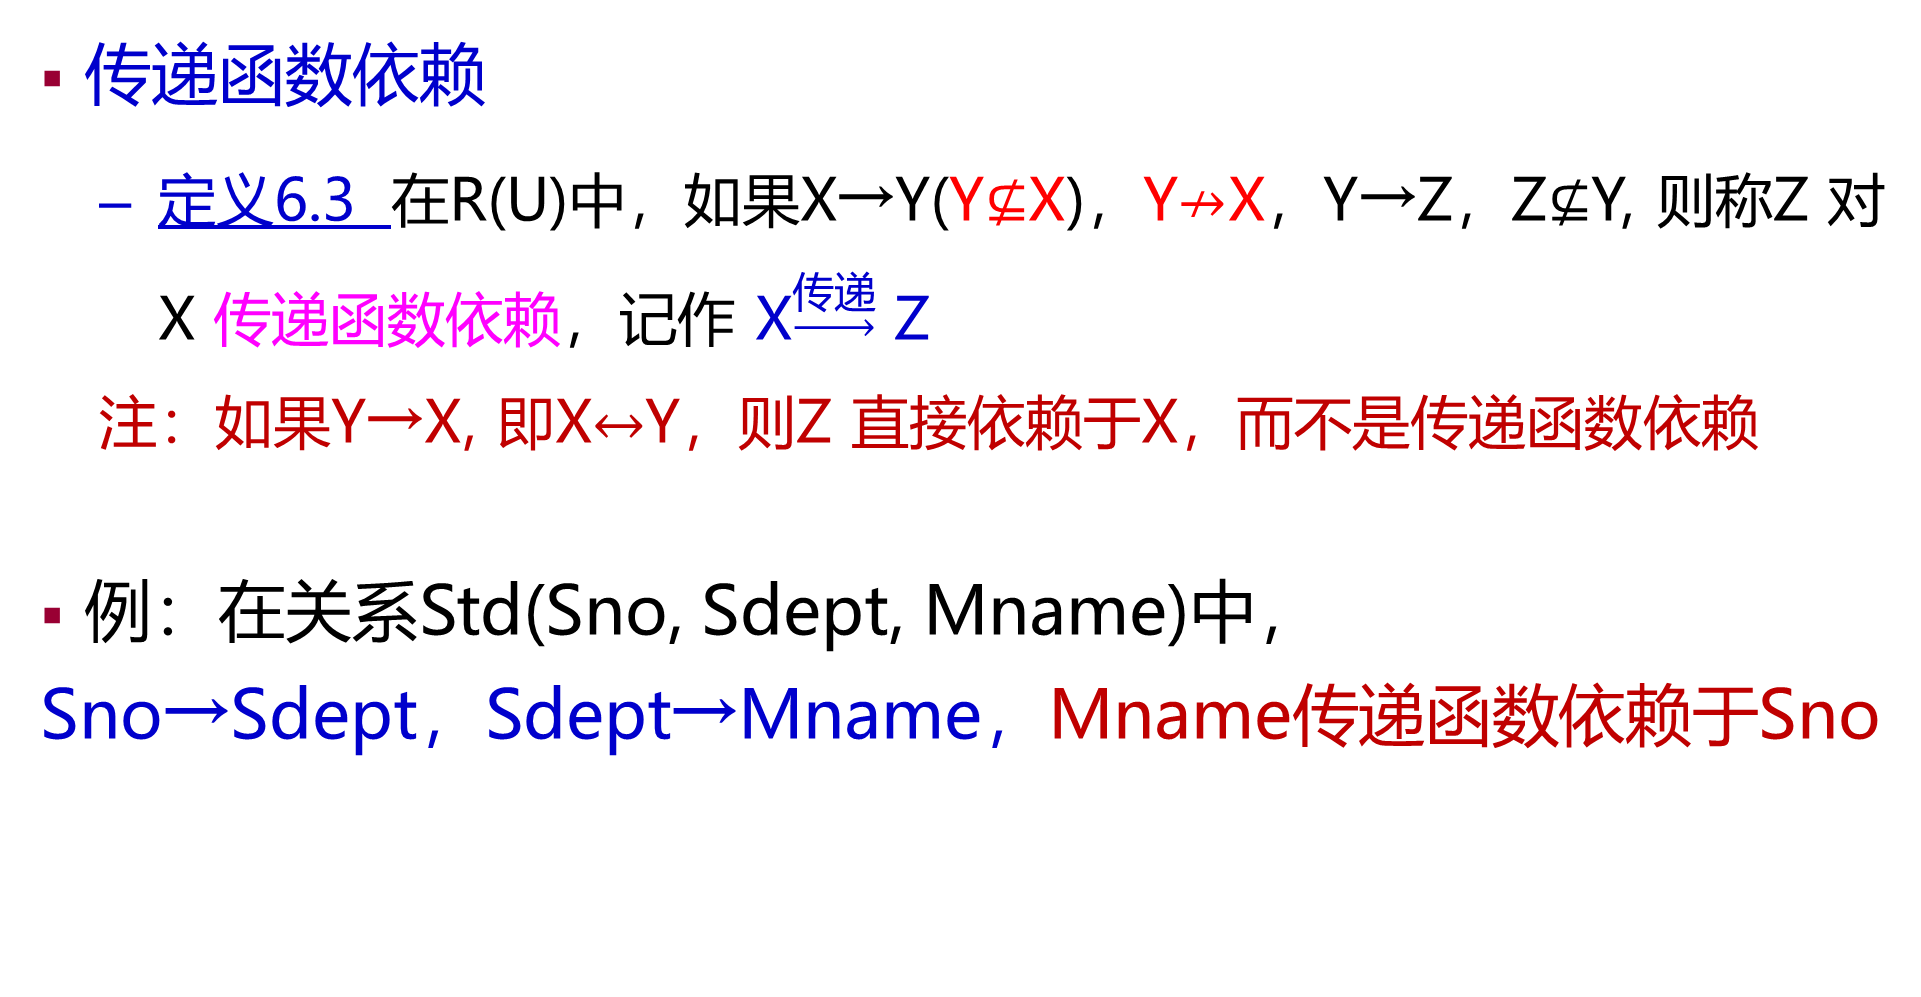 ▪ 传递函数依赖
– 定义6.3 在R(U)中，如果X→Y(Y⊈X)，Y↛X，Y→Z，Z⊈Y, 则称Z 对
X 传递函数依赖，记作 X传递⟶ Z
注：如果Y→X, 即X↔Y，则Z 直接依赖于X，而不是传递函数依赖
▪ 例：在关系Std(Sno, Sdept, Mname)中，
Sno→Sdept，Sdept→Mname，Mname传递函数依赖于Sno